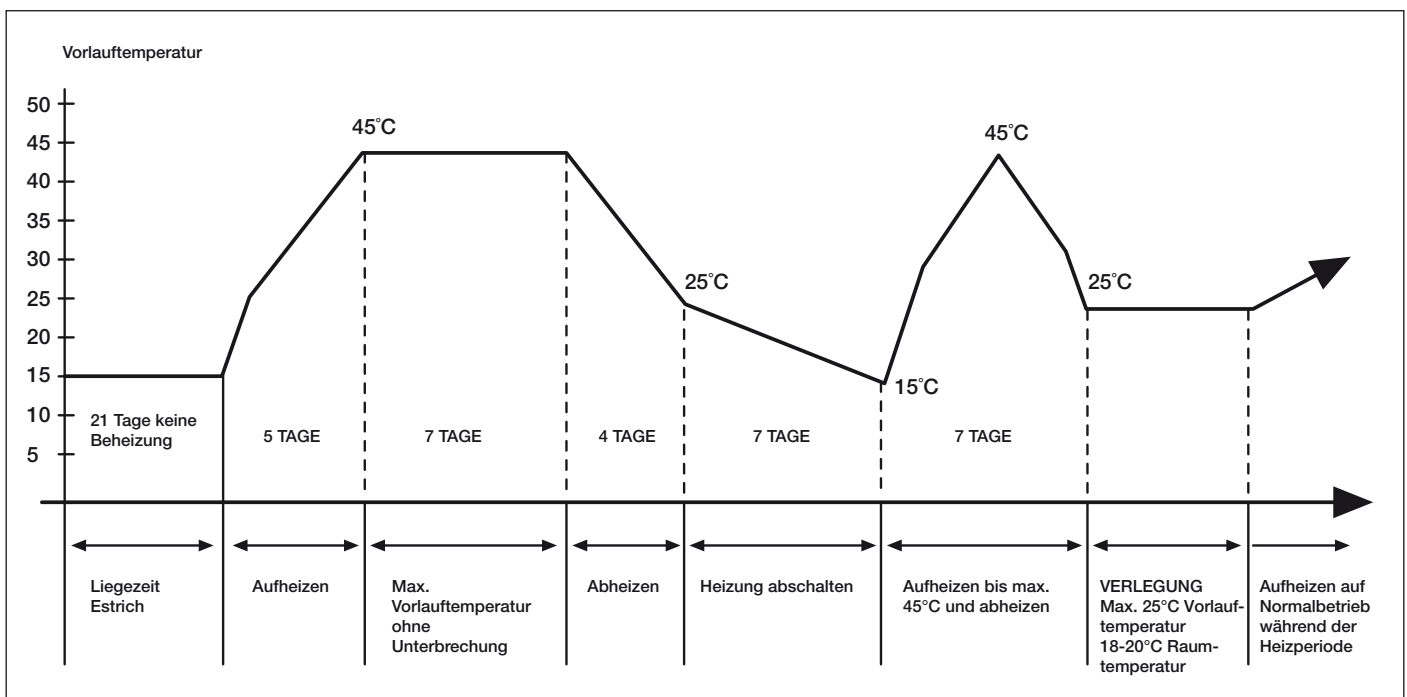 Vorlauftemperatur
50
45
40
35
30
25
20
15
10
5
45°C
25°C
15°C
45°C
25°C
21 Tage keine
Beheizung
5 TAGE
7 TAGE
4 TAGE
7 TAGE
7 TAGE
Liegezeit
Estrich
Aufheizen
Max.
Vorlauftemperatur
ohne
Unterbrechung
Abheizen
Heizung abschalten
Aufheizen bis max.
45°C und abheizen
VERLEGUNG
Max. 25°C Vorlauf-
temperatur
18-20°C Raum-
temperatur
Aufheizen auf
Normalbetrieb
während der
Heizperiode